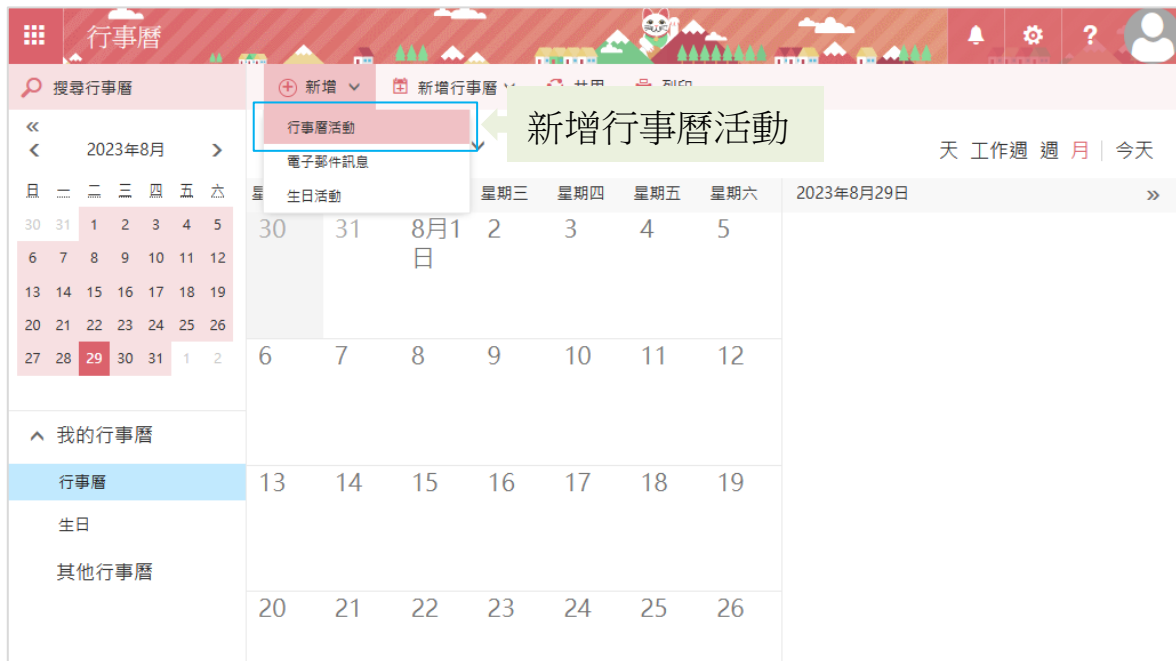 行事曆
?
搜尋行事曆
新增
新增行事曆
行事曆活動
電子郵件訊息
生日活動
新增行事曆活動
天 工作週 週 月 今天
2023年8月
日 一 二 三 四 五 六
30 31 1 2 3 4 5
6 7 8 9 10 11 12
13 14 15 16 17 18 19
20 21 22 23 24 25 26
27 28 29 30 31 1 2
我的行事曆
行事曆
生日
其他行事曆
星期三 星期四 星期五 星期六
2023年8月29日
30 31 8月1日 2 3 4 5
6 7 8 9 10 11 12
13 14 15 16 17 18 19
20 21 22 23 24 25 26